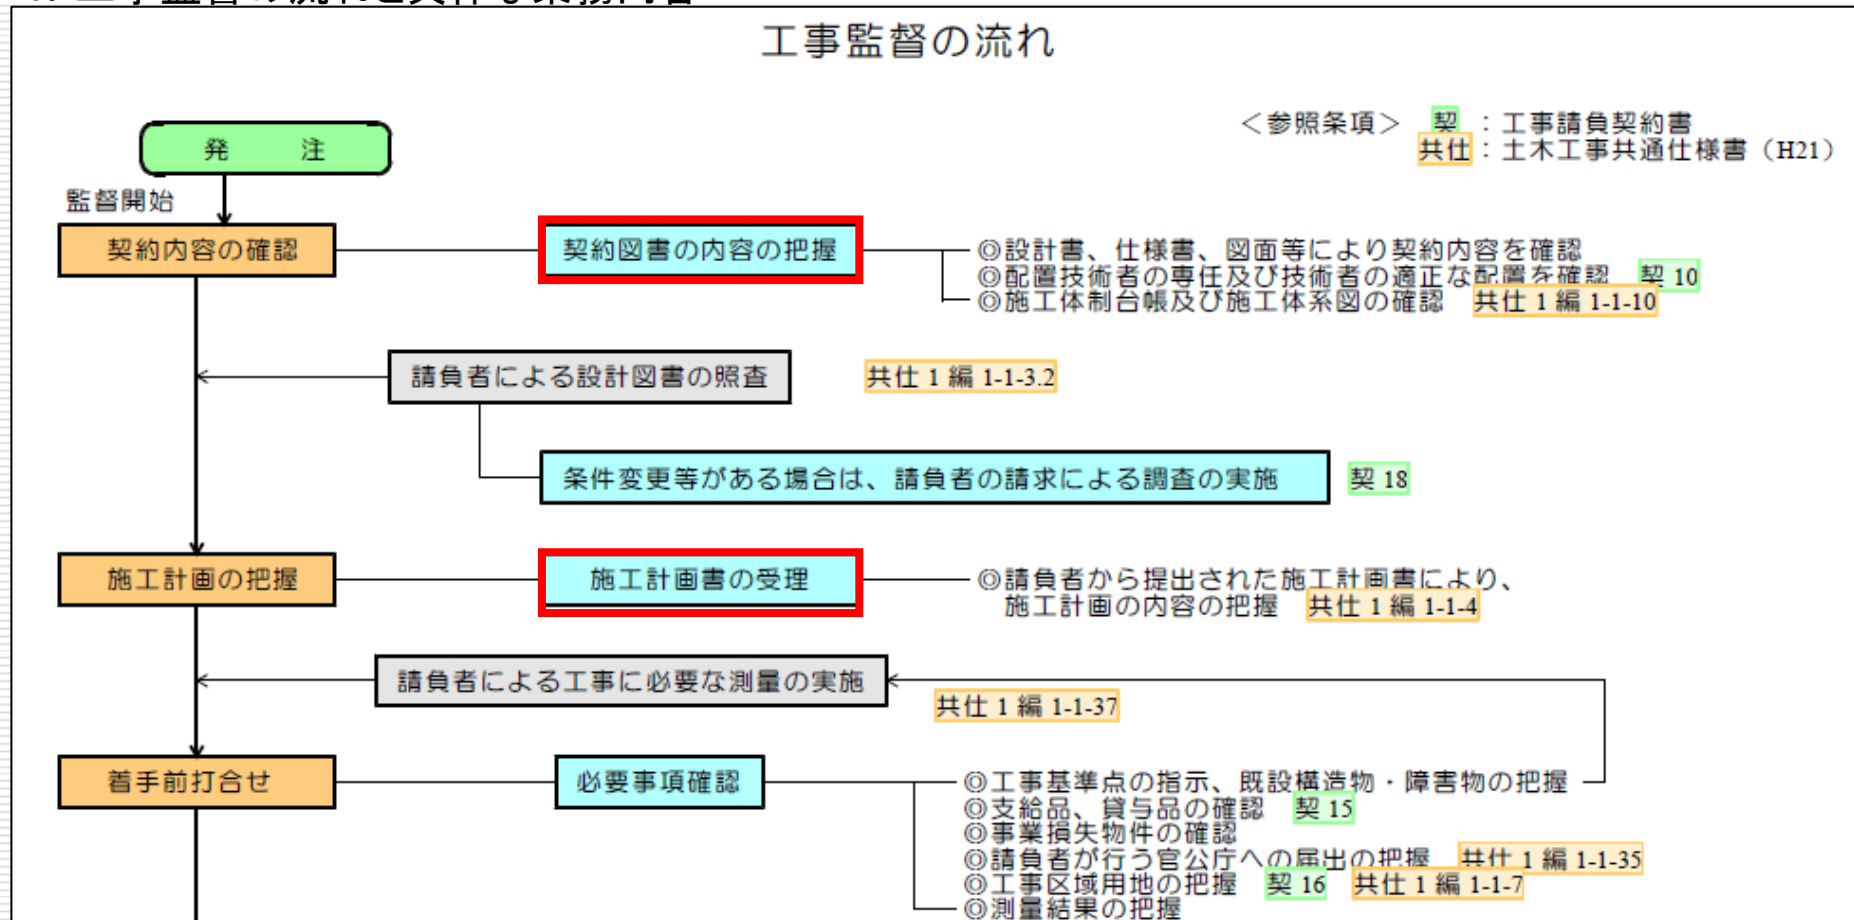 工事監督の流れ
＜参照条項＞ 契 ：工事請負契約書
共仕：土木工事共通仕様書（H21）
発 注
監督開始
契約内容の確認
契約図書の内容の把握
◎設計書、仕様書、図面等により契約内容を確認
◎配置技術者の専任及び技術者の適正な配置を確認 契 10
◎施工体制台帳及び施工体系図の確認 共仕 1 編 1-1-10
請負者による設計図書の照査
共仕 1 編 1-1-3.2
条件変更等がある場合は、請負者の請求による調査の実施
契 18
施工計画の把握
施工計画書の受理
◎請負者から提出された施工計画書により、
施工計画の内容の把握 共仕 1 編 1-1-4
請負者による工事に必要な測量の実施
共仕 1 編 1-1-37
着手前打合せ
必要事項確認
◎工事基準点の指示、既設構造物・障害物の把握
◎支給品、貸与品の確認 契 15
◎事業損失物件の確認
◎請負者が行う官公庁への届出の把握 共仕 1 編 1-1-35
◎工事区域用地の把握 契 16 共仕 1 編 1-1-7
◎測量結果の把握